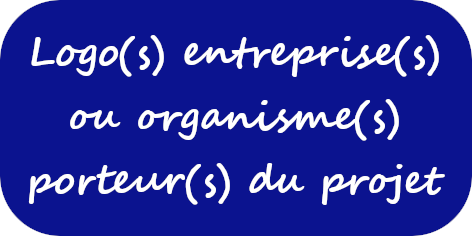 Logo(s) entreprise(s)
ou organisme(s)
porteur(s) du projet